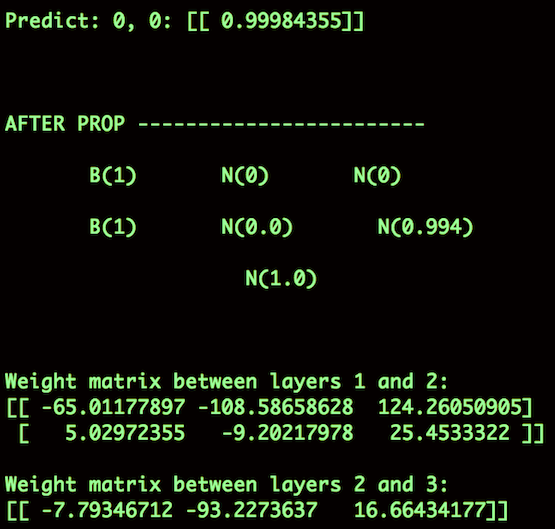 Predict: 0, 0: [[ 0.99984355]]
AFTER PROP ------------------------
B(1) N(0) N(0)
B(1) N(0.0) N(0.994)
N(1.0)
Weight matrix between layers 1 and 2:
[[ -65.01177897 -108.58658628 124.26050905]
[ 5.02972355 -9.20217978 25.4533322 ]]
Weight matrix between layers 2 and 3:
[[ -7.79346712 -93.2273637 16.66434177]]